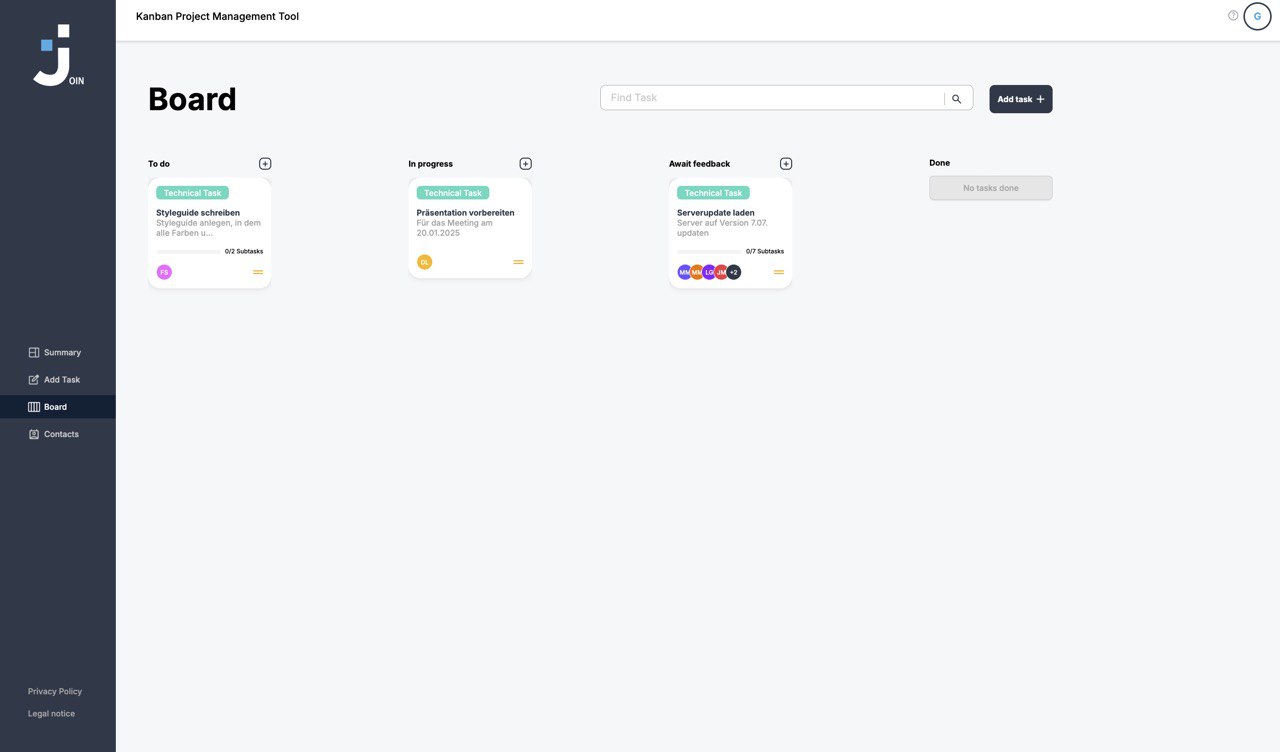 Kanban Project Management Tool
G
JOIN
Board
Find Task
Add task
To do
Technical Task
Styleguide schreiben
Styleguide anlegen, in dem
alle Farben u...
0/2 Subtasks
FS
In progress
Technical Task
Präsentation vorbereiten
Für das Meeting am
20.01.2025
DL
Await feedback
Technical Task
Serverupdate laden
Server auf Version 7.07.
updaten
0/7 Subtasks
MM MM LG JM +2
Done
No tasks done
Summary
Add Task
Board
Contacts
Privacy Policy
Legal notice